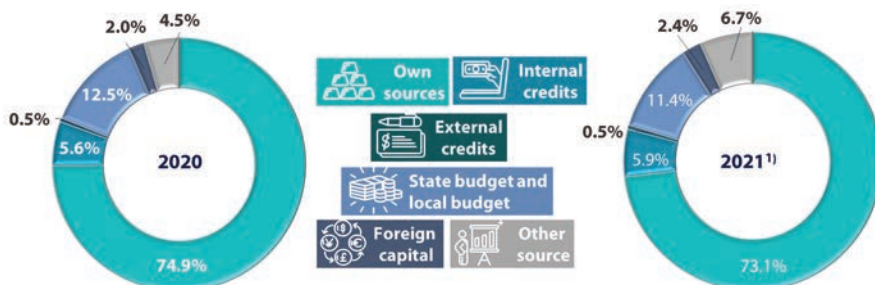 2.0%
4.5%
12.5%
0.5%
5.6%
2020
74.9%
Own
sources
Internal
credits
External
credits
State budget and
local budget
Foreign
capital
Other
source
2.4%
6.7%
11.4%
0.5%
5.9%
2021¹⁾
73.1%